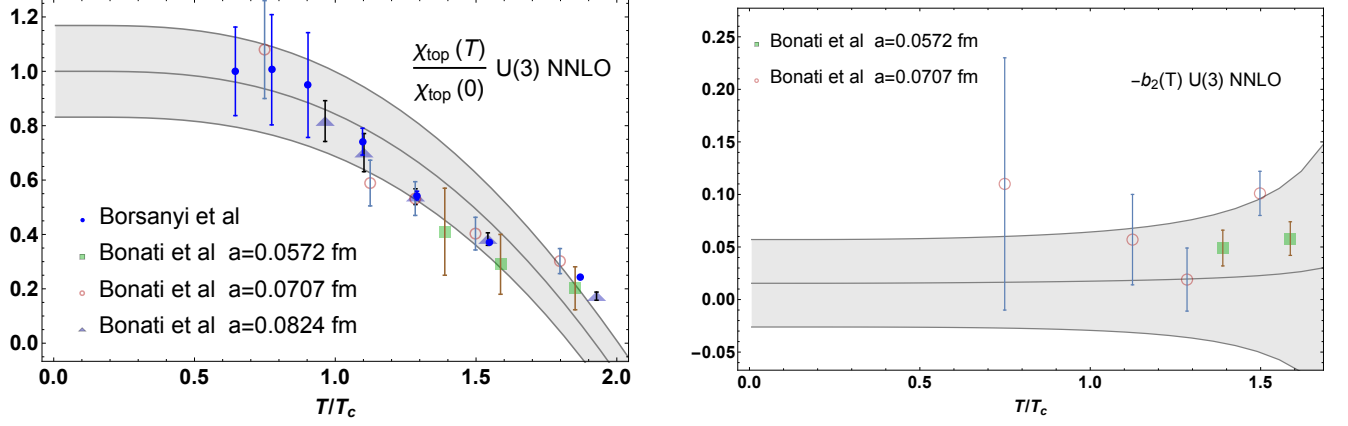 1.2
1.0
0.8
0.6
0.4
0.2
0.0
χtop (T)
χtop (0)
U(3) NNLO
Borsanyi et al
Bonati et al a=0.0572 fm
Bonati et al a=0.0707 fm
Bonati et al a=0.0824 fm
0.0 0.5 1.0 1.5 2.0
T/Tc
0.25
0.20
0.15
0.10
0.05
0.00
−0.05
Bonati et al a=0.0572 fm
Bonati et al a=0.0707 fm
−b2(T) U(3) NNLO
0.0 0.5 1.0 1.5
T/Tc